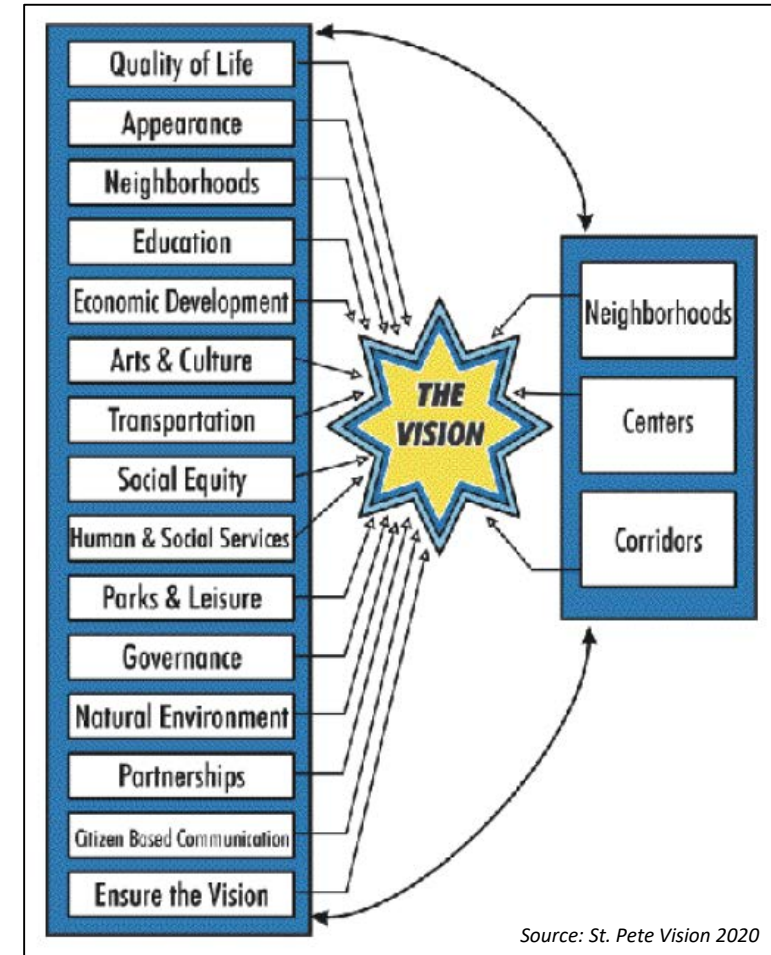 Quality of Life
Appearance
Neighborhoods
Education
Economic Development
Arts & Culture
Transportation
Social Equity
Human & Social Services
Parks & Leisure
Governance
Natural Environment
Partnerships
Citizen Based Communication
Ensure the Vision
THE
VISION
Neighborhoods
Centers
Corridors
Source: St. Pete Vision 2020